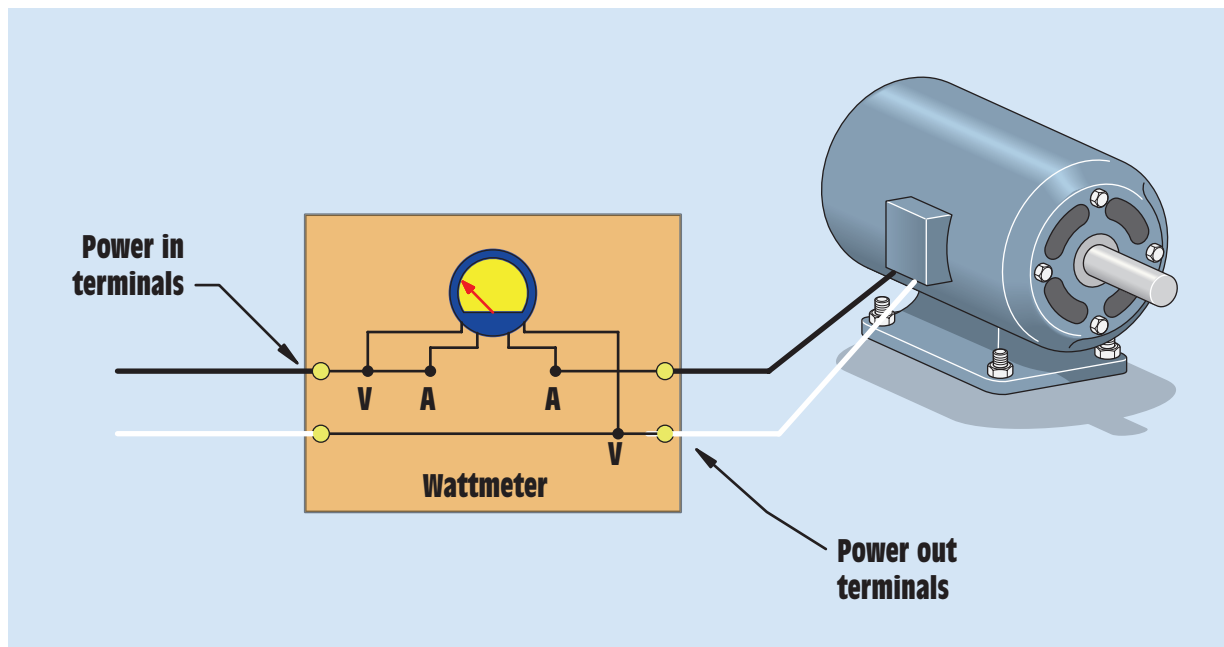 Power in
terminals
V
A
A
V
Wattmeter
Power out
terminals